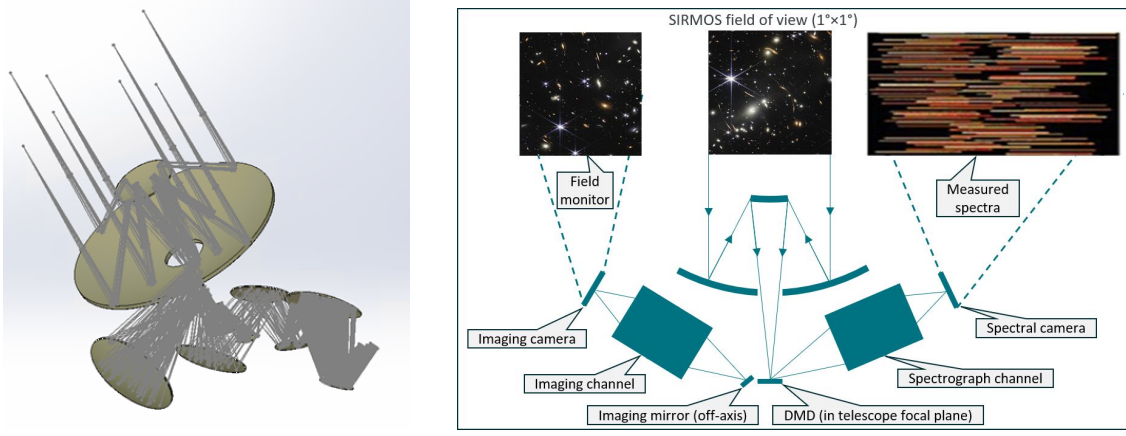 SIRMOS field of view (1°×1°)
Field
monitor
Measured
spectra
Imaging camera
Spectral camera
Imaging channel
Spectrograph channel
Imaging mirror (off-axis)
DMD (in telescope focal plane)